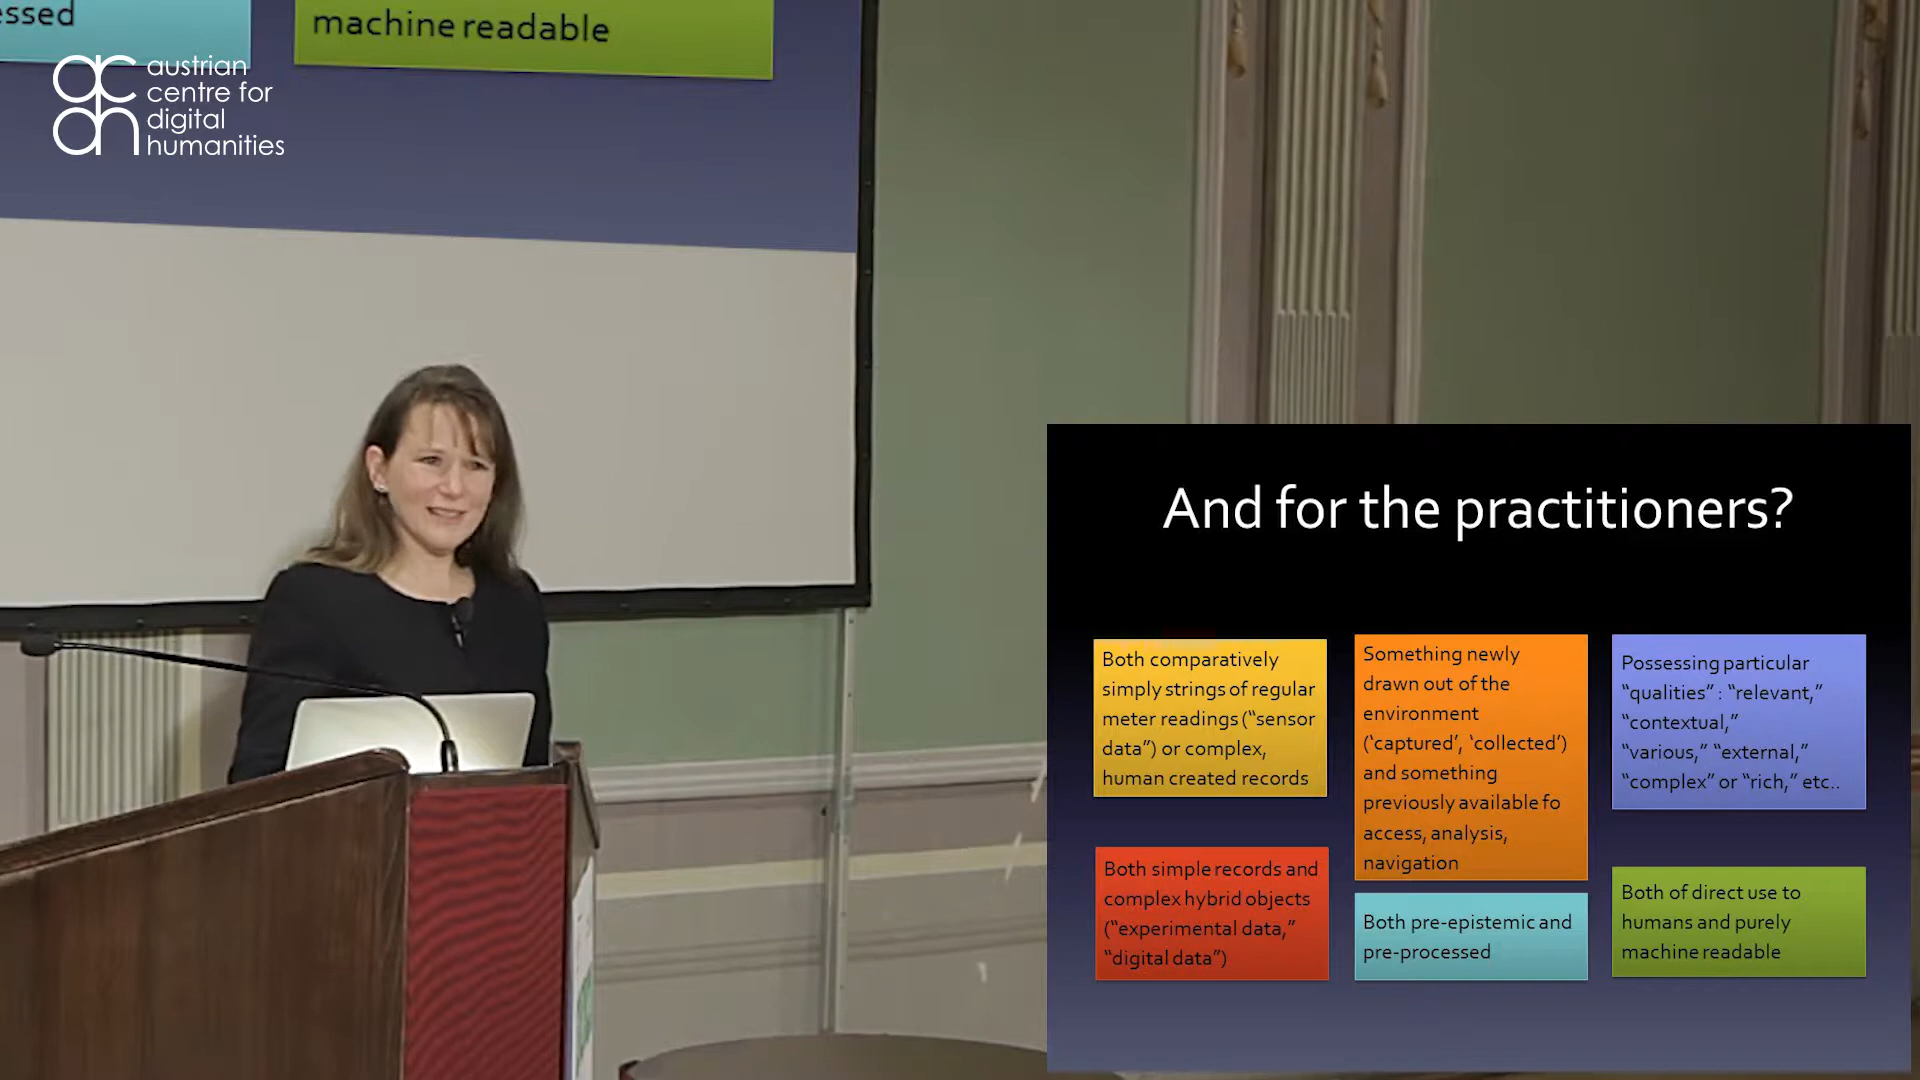 essed
machine readable
austrian
centre for
digital
humanities
And for the practitioners?
Both comparatively
simply strings of regular
meter readings (“sensor
data”) or complex,
human created records
Something newly
drawn out of the
environment
(‘captured’, ‘collected’)
and something
previously available fo
access, analysis,
navigation
Possessing particular
“qualities” : “relevant,”
“contextual,”
“various,” “external,”
“complex” or “rich,” etc..
Both simple records and
complex hybrid objects
(“experimental data,”
“digital data”)
Both pre-epistemic and
pre-processed
Both of direct use to
humans and purely
machine readable